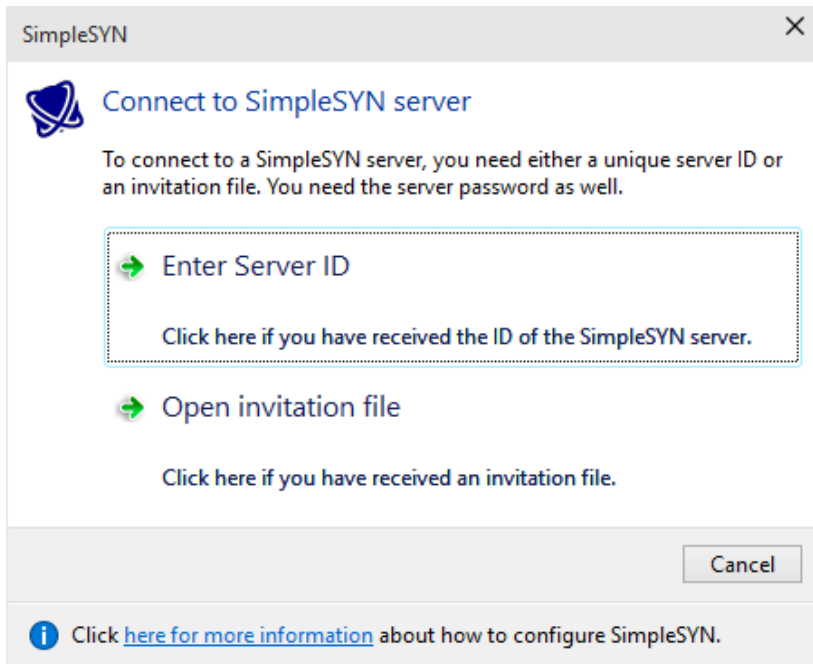 SimpleSYN
Connect to SimpleSYN server
To connect to a SimpleSYN server, you need either a unique server ID or
an invitation file. You need the server password as well.
Enter Server ID
Click here if you have received the ID of the SimpleSYN server.
Open invitation file
Click here if you have received an invitation file.
Cancel
Click here for more information about how to configure SimpleSYN.